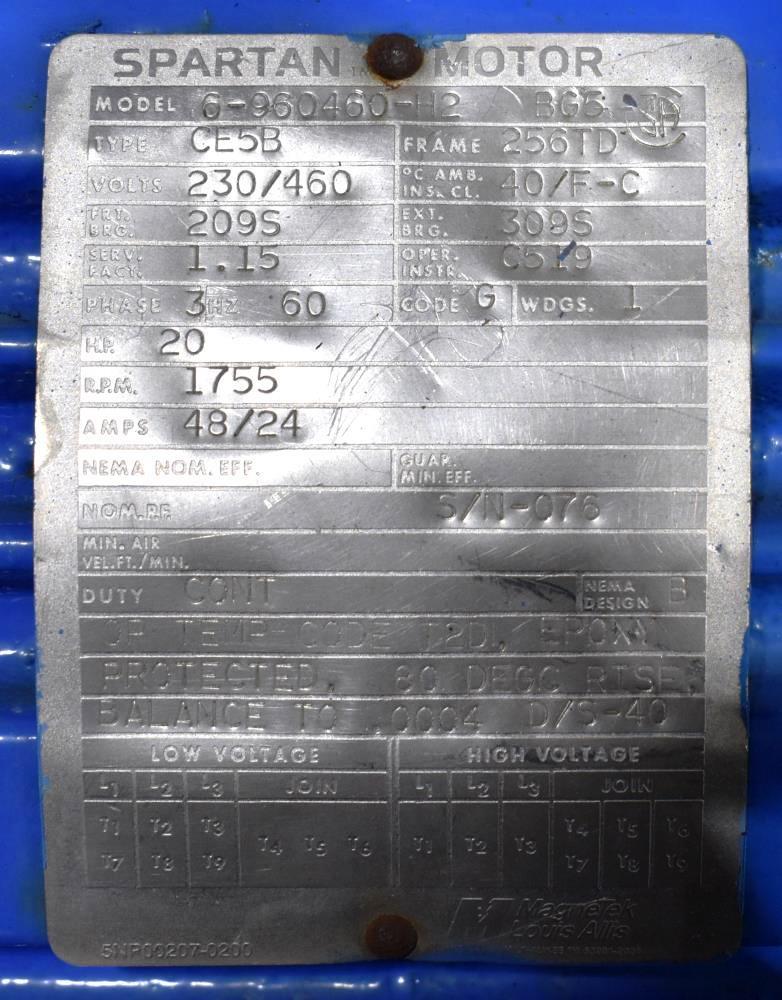 SPARTAN MOTOR
MODEL 6-960460-H2 BG5
TYPE CE5B FRAME 256TD
VOLTS 230/460 °C AMB. INS. CL. 40/F-C
FRT. BRG. 209S EXT. BRG. 309S
SERV. FACT. 1.15 OPER. INSTR. C519
PHASE 3 HZ 60 CODE G WDGS. 1
H.P. 20
R.P.M. 1755
AMPS 48/24
NEMA NOM. EFF. GUAR. MIN. EFF.
NOM. P.F. S/N-076
MIN. AIR VEL. FT./MIN.
DUTY CONT NEMA DESIGN B
OP TEMP-CODE T2D, EPOXY
PROTECTED, 80 DEGC RISE,
BALANCE TO .0004 D/S-40
LOW VOLTAGE HIGH VOLTAGE
L1 L2 L3 JOIN L1 L2 L3 JOIN
T1 T2 T3 T4 T5 T6
T4 T5 T6 T1 T2 T3
T7 T8 T9 T7 T8 T9
MagneTek
Louis Allis
5NP00207-0200